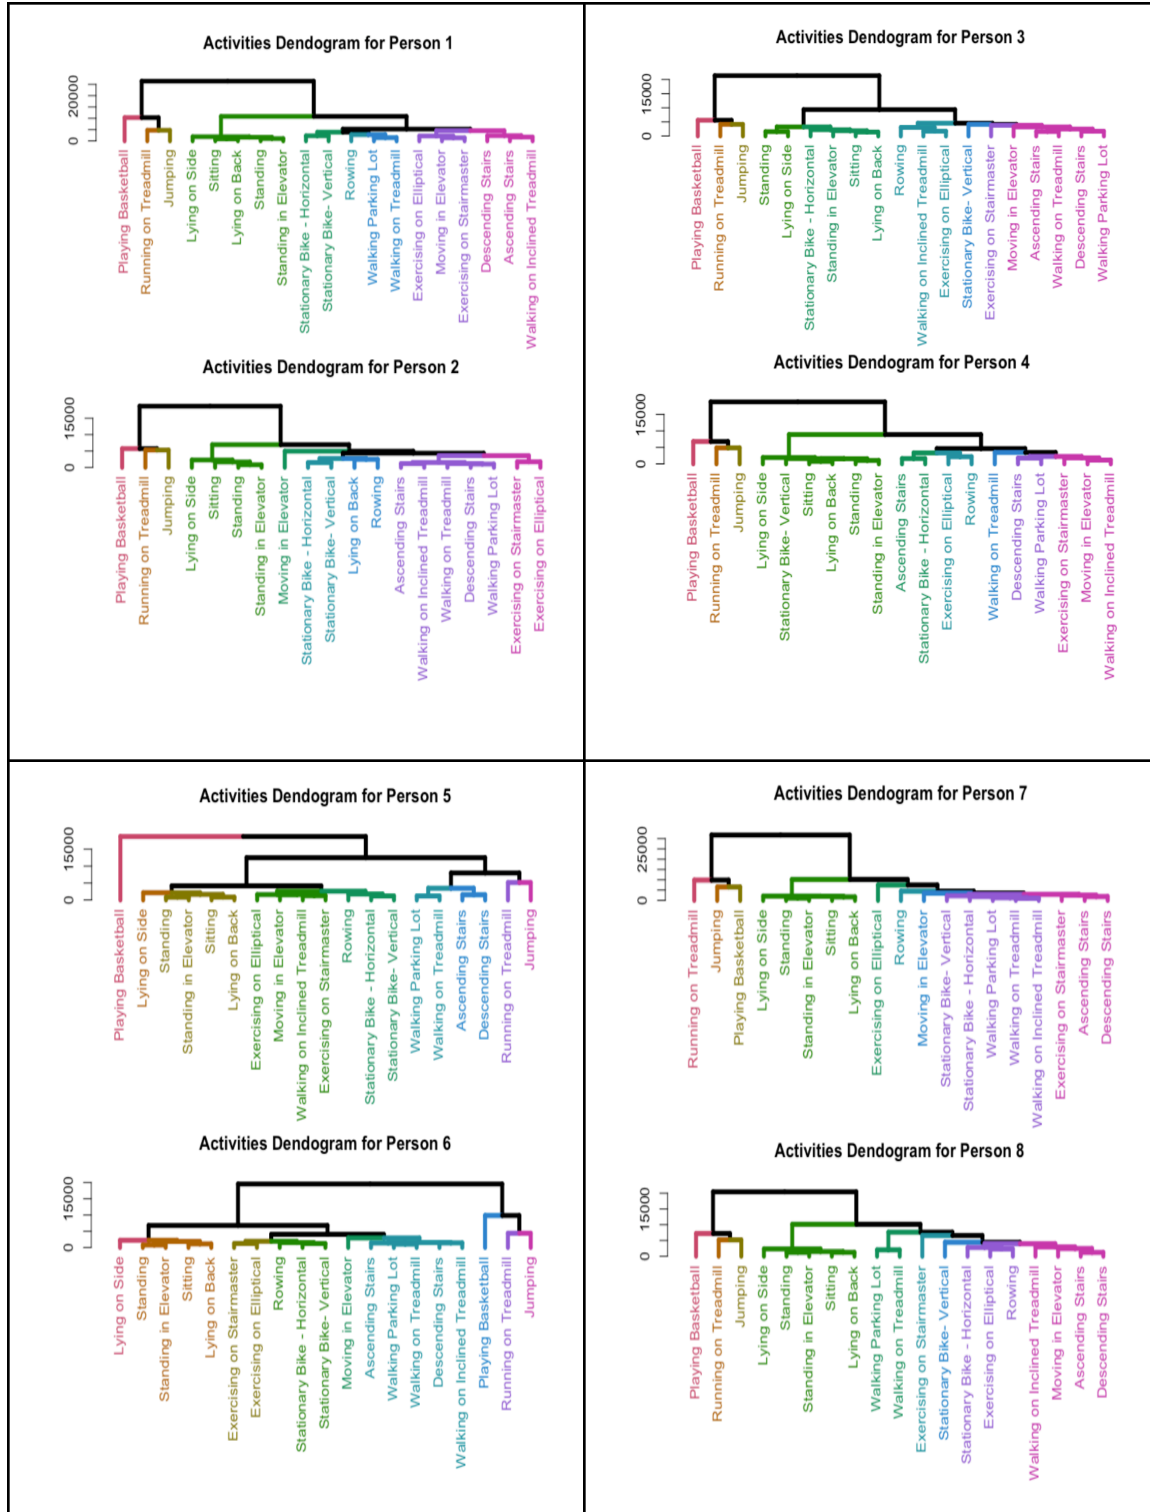 Activities Dendogram for Person 1
20000
0
Playing Basketball
Running on Treadmill
Jumping
Lying on Side
Sitting
Lying on Back
Standing
Standing in Elevator
Stationary Bike - Horizontal
Stationary Bike- Vertical
Rowing
Walking Parking Lot
Walking on Treadmill
Exercising on Elliptical
Moving in Elevator
Exercising on Stairmaster
Descending Stairs
Ascending Stairs
Walking on Inclined Treadmill
Activities Dendogram for Person 2
15000
0
Playing Basketball
Running on Treadmill
Jumping
Lying on Side
Sitting
Standing
Standing in Elevator
Moving in Elevator
Stationary Bike - Horizontal
Stationary Bike- Vertical
Lying on Back
Rowing
Ascending Stairs
Walking on Inclined Treadmill
Walking on Treadmill
Descending Stairs
Walking Parking Lot
Exercising on Stairmaster
Exercising on Elliptical
Activities Dendogram for Person 3
15000
0
Playing Basketball
Running on Treadmill
Jumping
Standing
Lying on Side
Stationary Bike - Horizontal
Standing in Elevator
Sitting
Lying on Back
Rowing
Walking on Inclined Treadmill
Exercising on Elliptical
Stationary Bike- Vertical
Exercising on Stairmaster
Moving in Elevator
Ascending Stairs
Walking on Treadmill
Descending Stairs
Walking Parking Lot
Activities Dendogram for Person 4
15000
0
Playing Basketball
Running on Treadmill
Jumping
Lying on Side
Stationary Bike- Vertical
Sitting
Lying on Back
Standing
Standing in Elevator
Ascending Stairs
Stationary Bike - Horizontal
Exercising on Elliptical
Rowing
Walking on Treadmill
Descending Stairs
Walking Parking Lot
Exercising on Stairmaster
Moving in Elevator
Walking on Inclined Treadmill
Activities Dendogram for Person 5
15000
0
Playing Basketball
Lying on Side
Standing
Standing in Elevator
Sitting
Lying on Back
Exercising on Elliptical
Moving in Elevator
Walking on Inclined Treadmill
Exercising on Stairmaster
Rowing
Stationary Bike - Horizontal
Stationary Bike- Vertical
Walking Parking Lot
Walking on Treadmill
Ascending Stairs
Descending Stairs
Running on Treadmill
Jumping
Activities Dendogram for Person 6
15000
0
Lying on Side
Standing
Standing in Elevator
Sitting
Lying on Back
Exercising on Stairmaster
Exercising on Elliptical
Rowing
Stationary Bike - Horizontal
Stationary Bike- Vertical
Moving in Elevator
Ascending Stairs
Walking Parking Lot
Walking on Treadmill
Descending Stairs
Walking on Inclined Treadmill
Playing Basketball
Running on Treadmill
Jumping
Activities Dendogram for Person 7
25000
0
Running on Treadmill
Jumping
Playing Basketball
Lying on Side
Standing
Standing in Elevator
Sitting
Lying on Back
Exercising on Elliptical
Rowing
Moving in Elevator
Stationary Bike- Vertical
Stationary Bike - Horizontal
Walking Parking Lot
Walking on Treadmill
Walking on Inclined Treadmill
Exercising on Stairmaster
Ascending Stairs
Descending Stairs
Activities Dendogram for Person 8
15000
0
Playing Basketball
Running on Treadmill
Jumping
Lying on Side
Standing
Standing in Elevator
Sitting
Lying on Back
Walking Parking Lot
Walking on Treadmill
Exercising on Stairmaster
Stationary Bike- Vertical
Stationary Bike - Horizontal
Exercising on Elliptical
Rowing
Walking on Inclined Treadmill
Moving in Elevator
Ascending Stairs
Descending Stairs